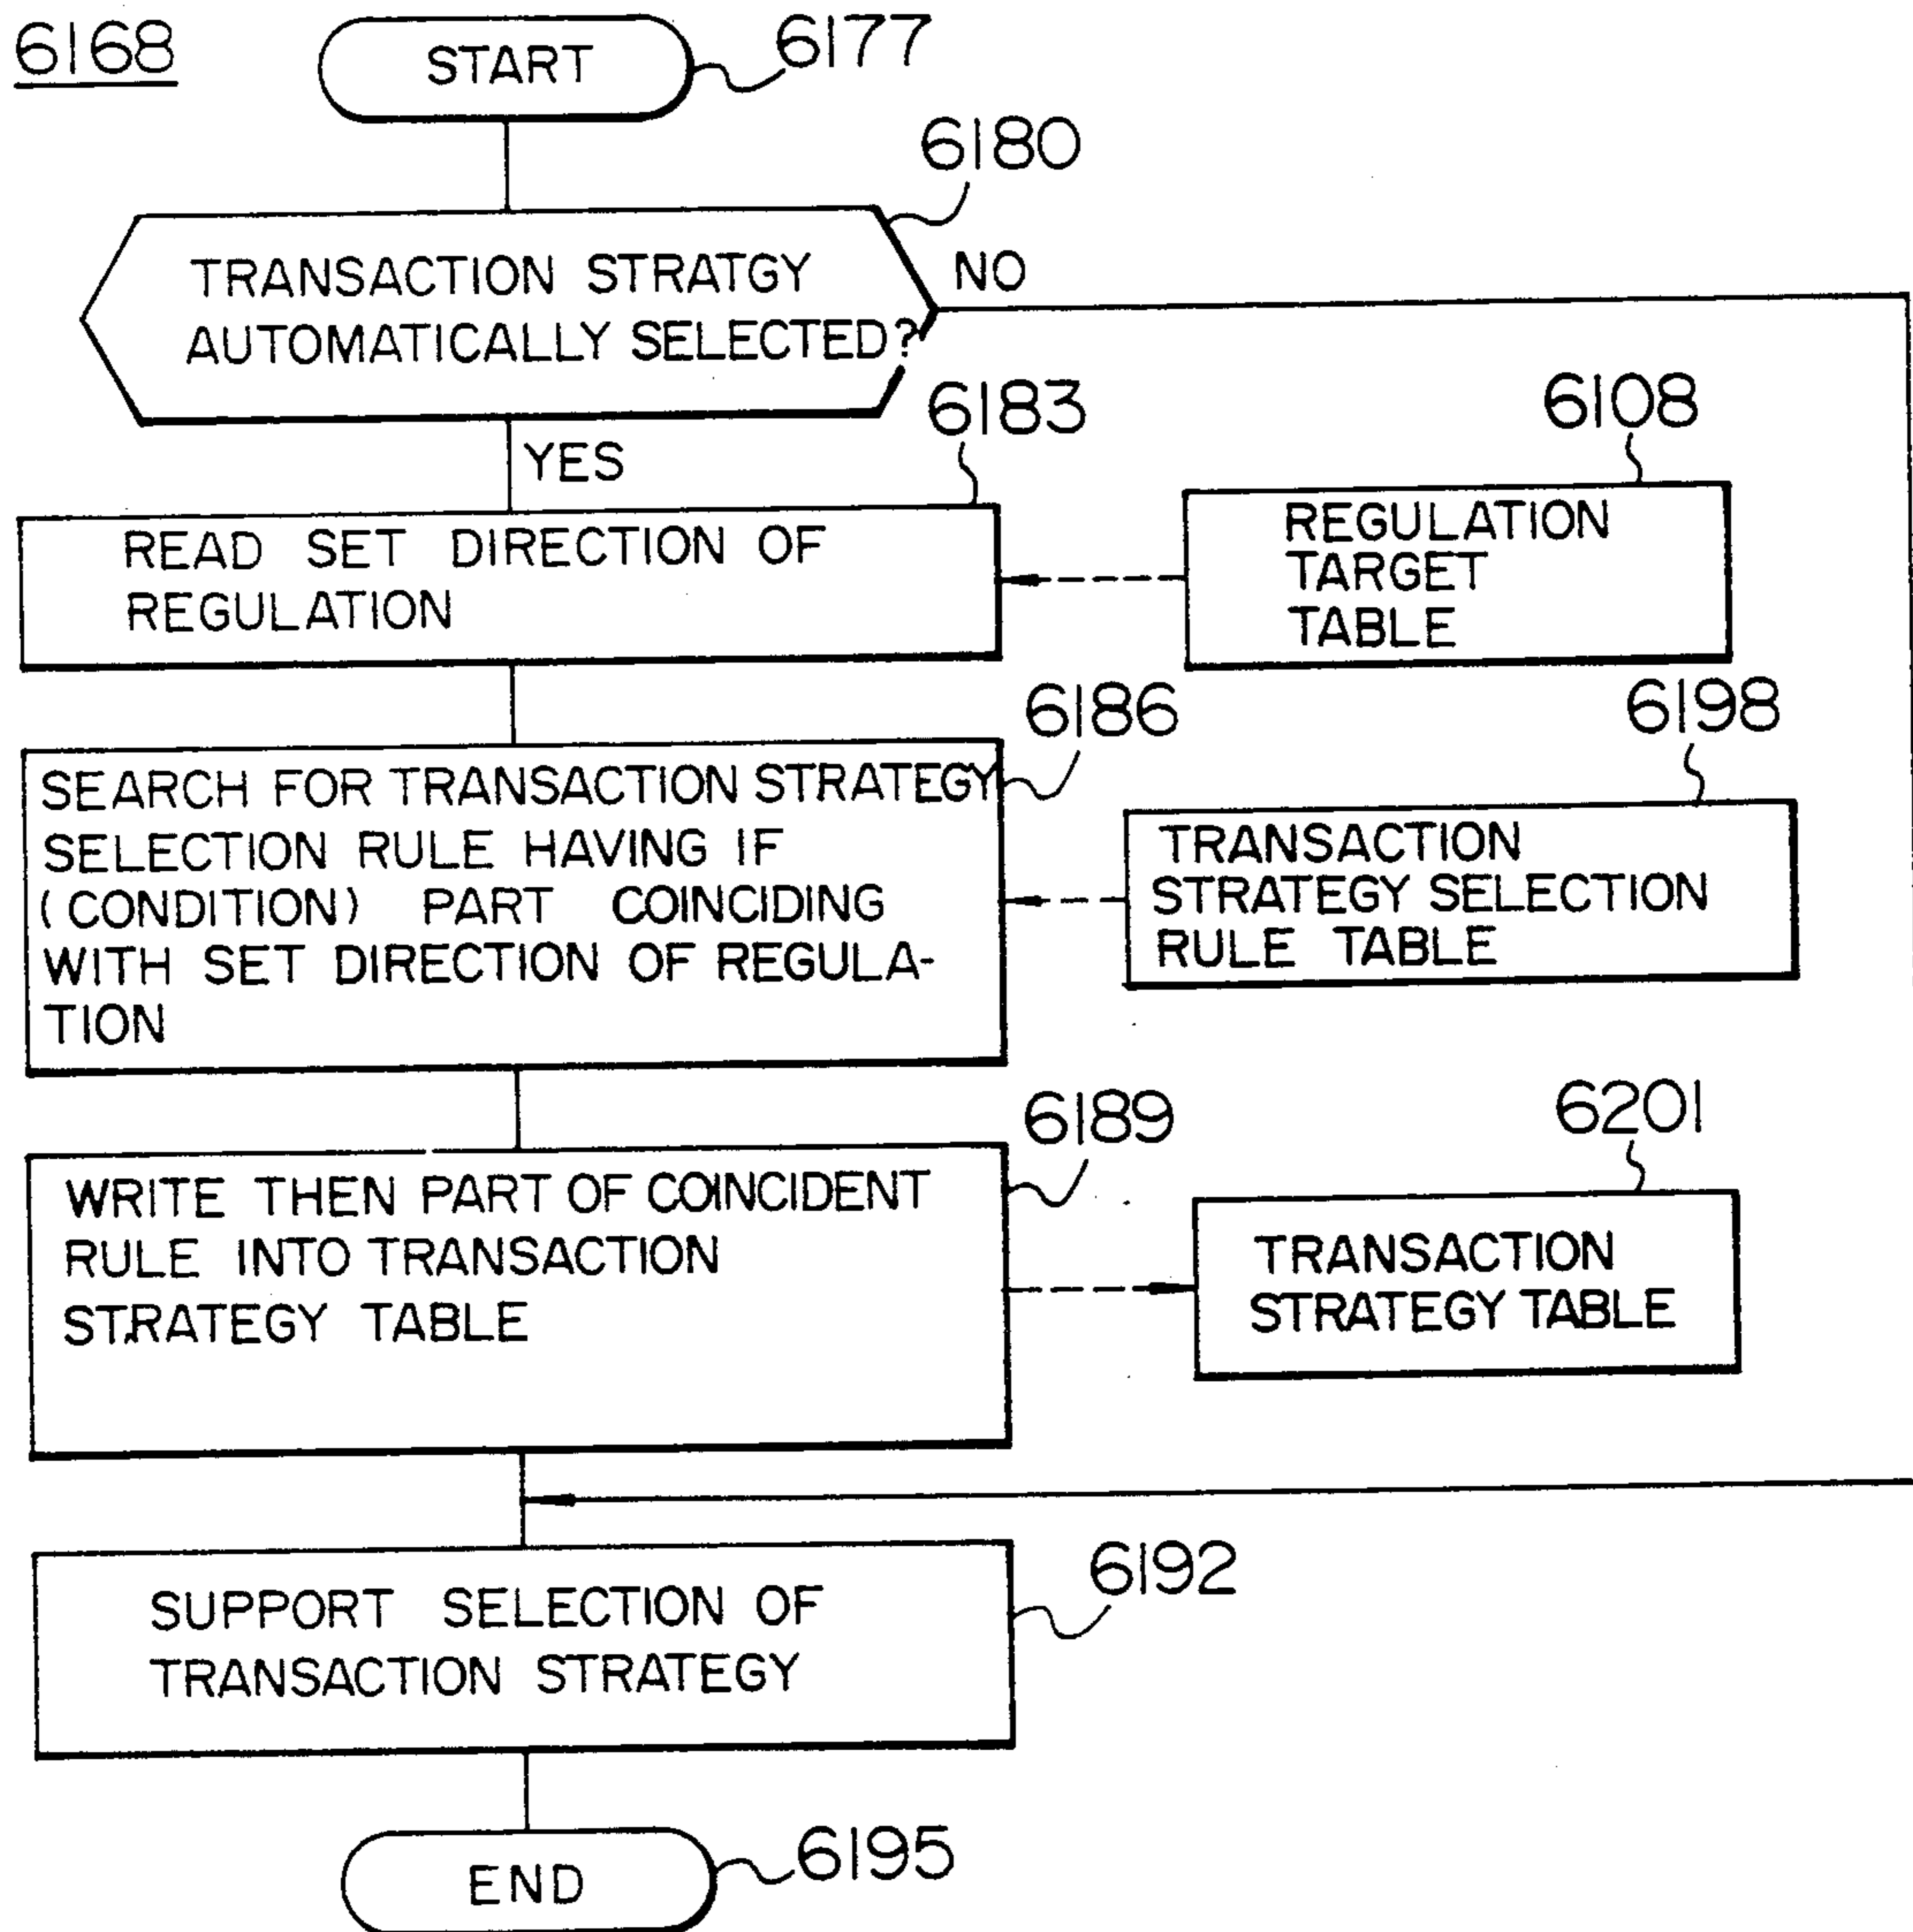 6168
START
6177
6180
TRANSACTION STRATGY
AUTOMATICALLY SELECTED?
NO
YES
6183
READ SET DIRECTION OF
REGULATION
6108
REGULATION
TARGET
TABLE
6186
SEARCH FOR TRANSACTION STRATEGY
SELECTION RULE HAVING IF
(CONDITION) PART COINCIDING
WITH SET DIRECTION OF REGULA-
TION
6198
TRANSACTION
STRATEGY SELECTION
RULE TABLE
6189
WRITE THEN PART OF COINCIDENT
RULE INTO TRANSACTION
STRATEGY TABLE
6201
TRANSACTION
STRATEGY TABLE
6192
SUPPORT SELECTION OF
TRANSACTION STRATEGY
END
6195